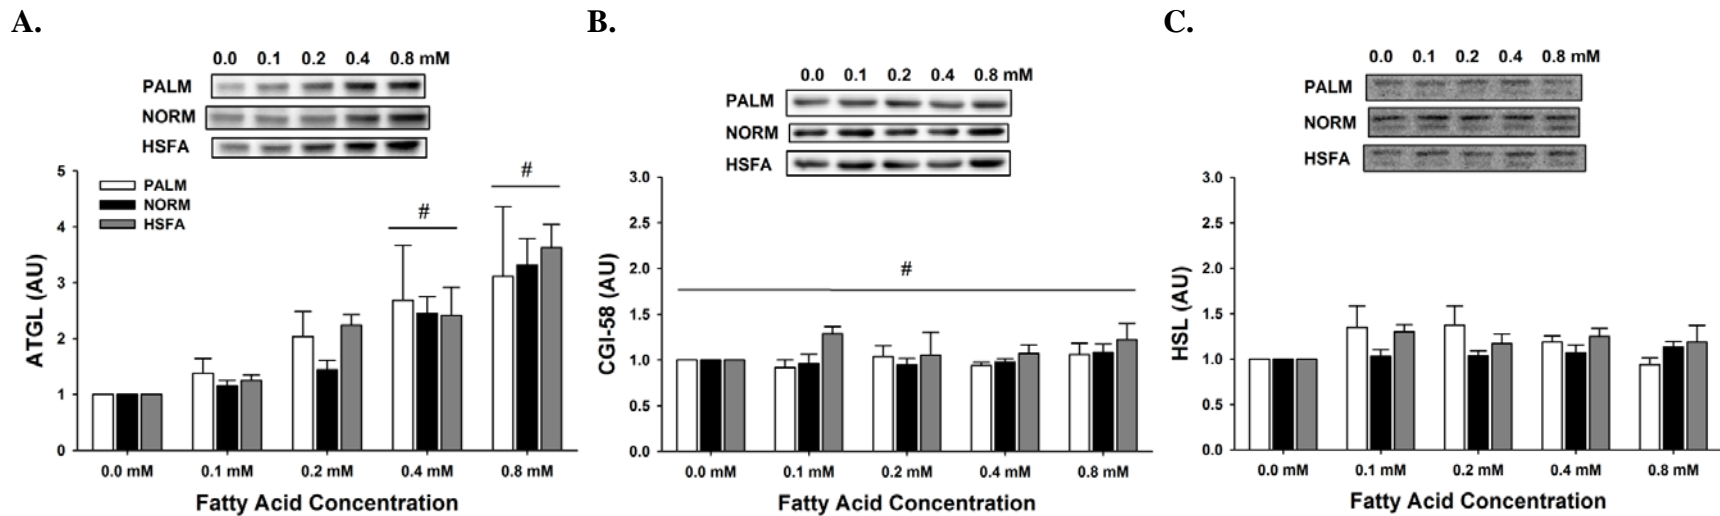 A.
0.0 0.1 0.2 0.4 0.8 mM
PALM
NORM
HSFA
5
4
3
2
1
0
ATGL (AU)
PALM
NORM
HSFA
#
#
0.0 mM 0.1 mM 0.2 mM 0.4 mM 0.8 mM
Fatty Acid Concentration
B.
0.0 0.1 0.2 0.4 0.8 mM
PALM
NORM
HSFA
3.0
2.5
2.0
1.5
1.0
0.5
0.0
CGI-58 (AU)
#
0.0 mM 0.1 mM 0.2 mM 0.4 mM 0.8 mM
Fatty Acid Concentration
C.
0.0 0.1 0.2 0.4 0.8 mM
PALM
NORM
HSFA
3.0
2.5
2.0
1.5
1.0
0.5
0.0
HSL (AU)
0.0 mM 0.1 mM 0.2 mM 0.4 mM 0.8 mM
Fatty Acid Concentration